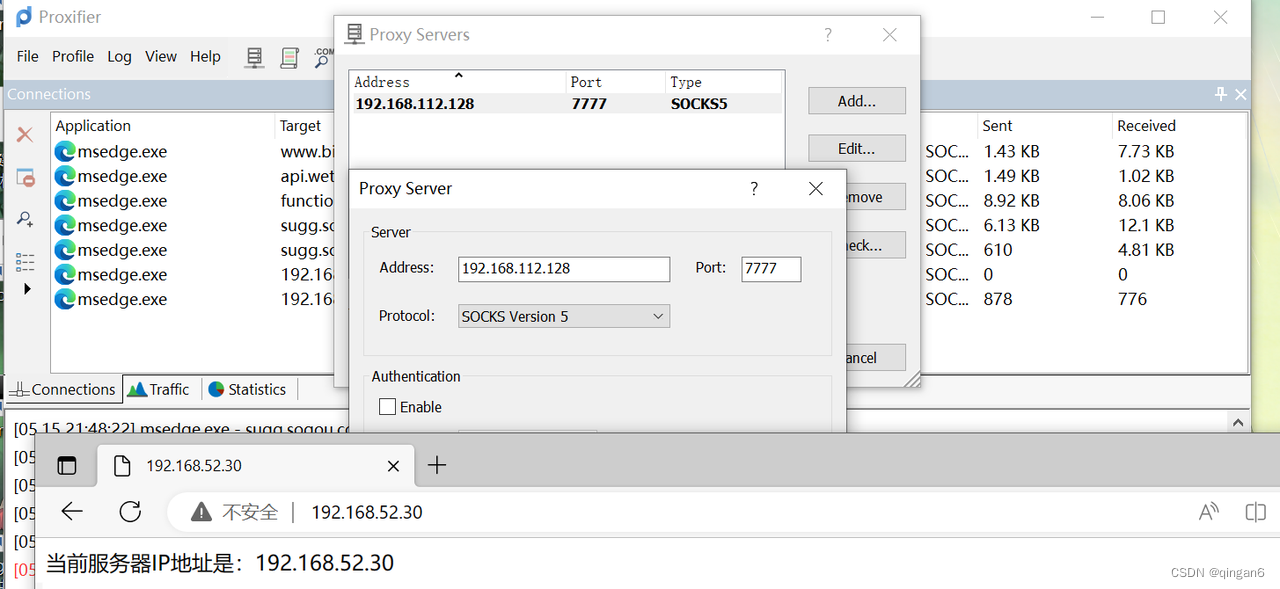 Proxifier
File Profile Log View Help
.COM
Connections
Application Target Sent Received
msedge.exe www.bi SOC... 1.43 KB 7.73 KB
msedge.exe api.wet SOC... 1.49 KB 1.02 KB
msedge.exe functio SOC... 8.92 KB 8.06 KB
msedge.exe sugg.so SOC... 6.13 KB 12.1 KB
msedge.exe sugg.so SOC... 610 4.81 KB
msedge.exe 192.16 SOC... 0 0
msedge.exe 192.16 SOC... 878 776
Connections Traffic Statistics
Proxy Servers ?
Address Port Type
192.168.112.128 7777 SOCKS5
Add...
Edit...
emove
eck...
ancel
Proxy Server ?
Server
Address: 192.168.112.128 Port: 7777
Protocol: SOCKS Version 5
Authentication
Enable
[05.15 21:48:22] msedge.exe - sugg.sogou.co
[05
[05
[05
[05
[05
192.168.52.30
不安全 | 192.168.52.30
当前服务器IP地址是：192.168.52.30
CSDN @qingan6